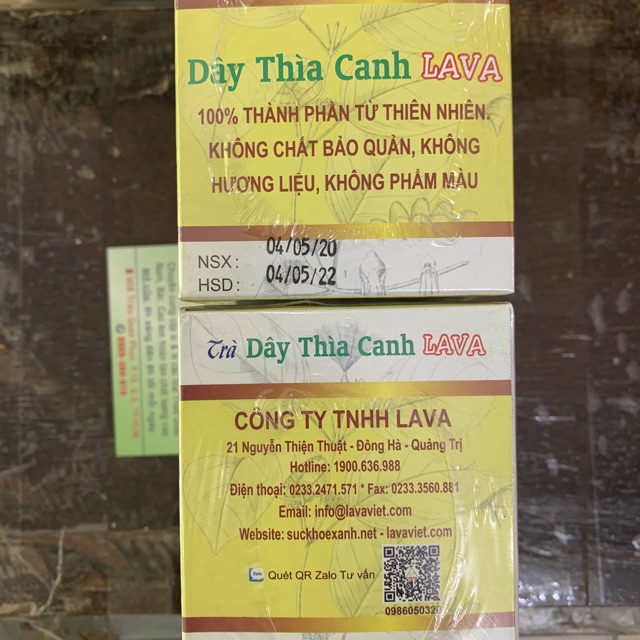 Dây Thìa Canh LAVA
100% THÀNH PHẦN TỪ THIÊN NHIÊN.
KHÔNG CHẤT BẢO QUẢN, KHÔNG
HƯƠNG LIỆU, KHÔNG PHẨM MÀU
NSX: 04/05/20
HSD: 04/05/22
Trà Dây Thìa Canh LAVA
CÔNG TY TNHH LAVA
21 Nguyễn Thiện Thuật - Đông Hà - Quảng Trị
Hotline: 1900.636.988
Điện thoại: 0233.2471.571 * Fax: 0233.3560.881
Email: info@lavaviet.com
Website: suckhoexanh.net - lavaviet.com
Zalo Quét QR Zalo Tư vấn
0986050320